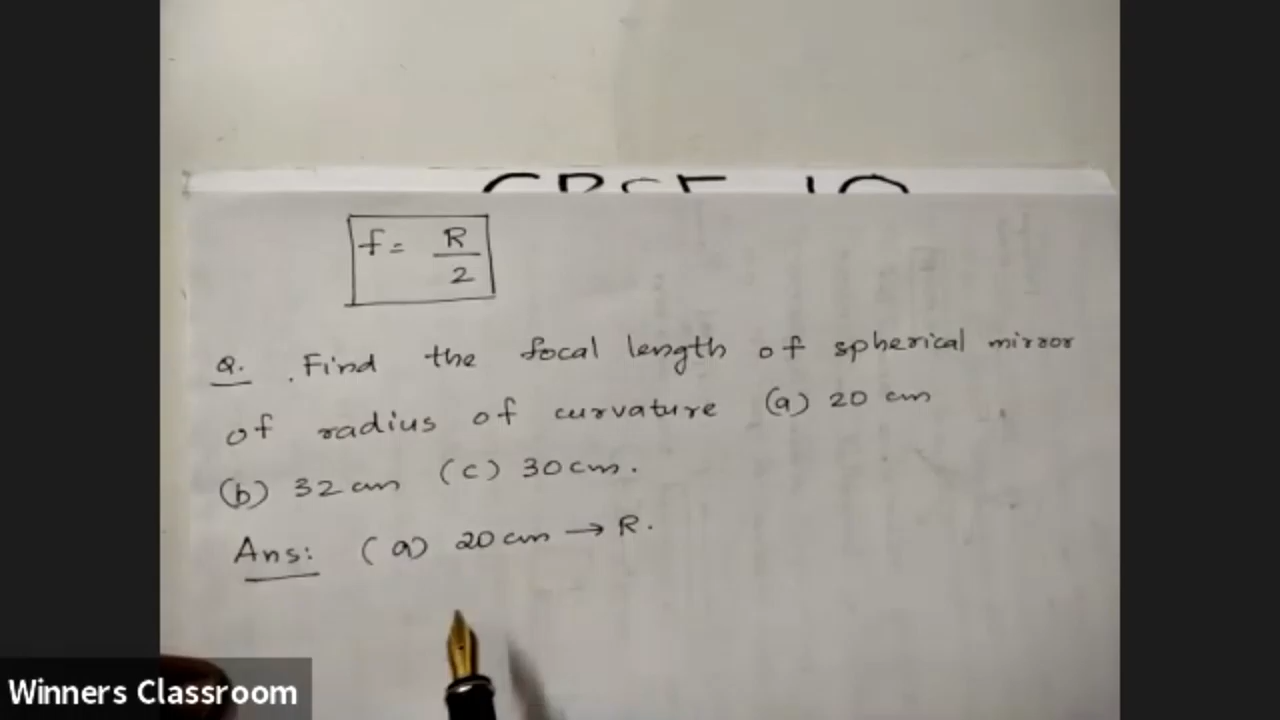 f = R/2
Q. Find the focal length of spherical mirror
of radius of curvature (a) 20 cm
(b) 32 cm (c) 30 cm.
Ans: (a) 20 cm → R.
Winners Classroom